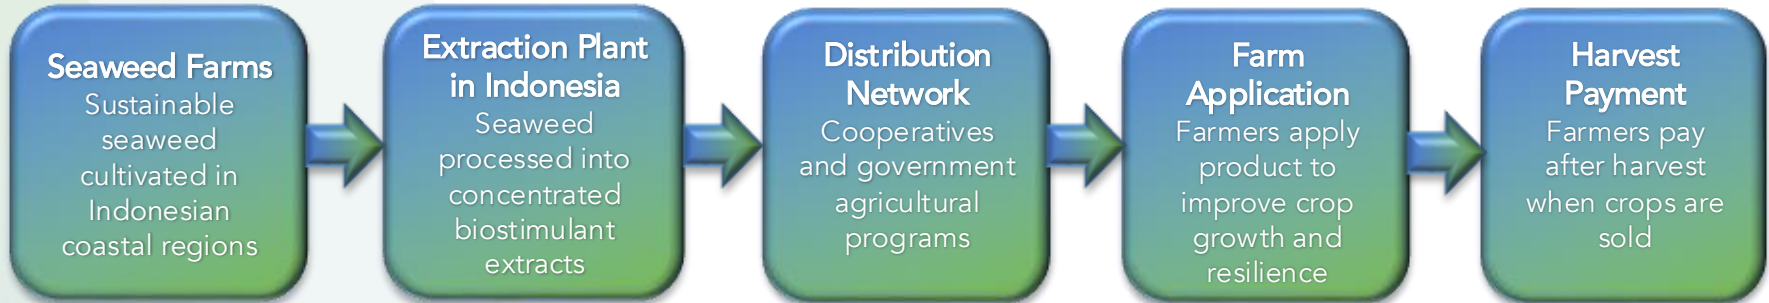 Seaweed Farms
Sustainable
seaweed
cultivated in
Indonesian
coastal regions
Extraction Plant
in Indonesia
Seaweed
processed into
concentrated
biostimulant
extracts
Distribution
Network
Cooperatives
and government
agricultural
programs
Farm
Application
Farmers apply
product to
improve crop
growth and
resilience
Harvest
Payment
Farmers pay
after harvest
when crops are
sold